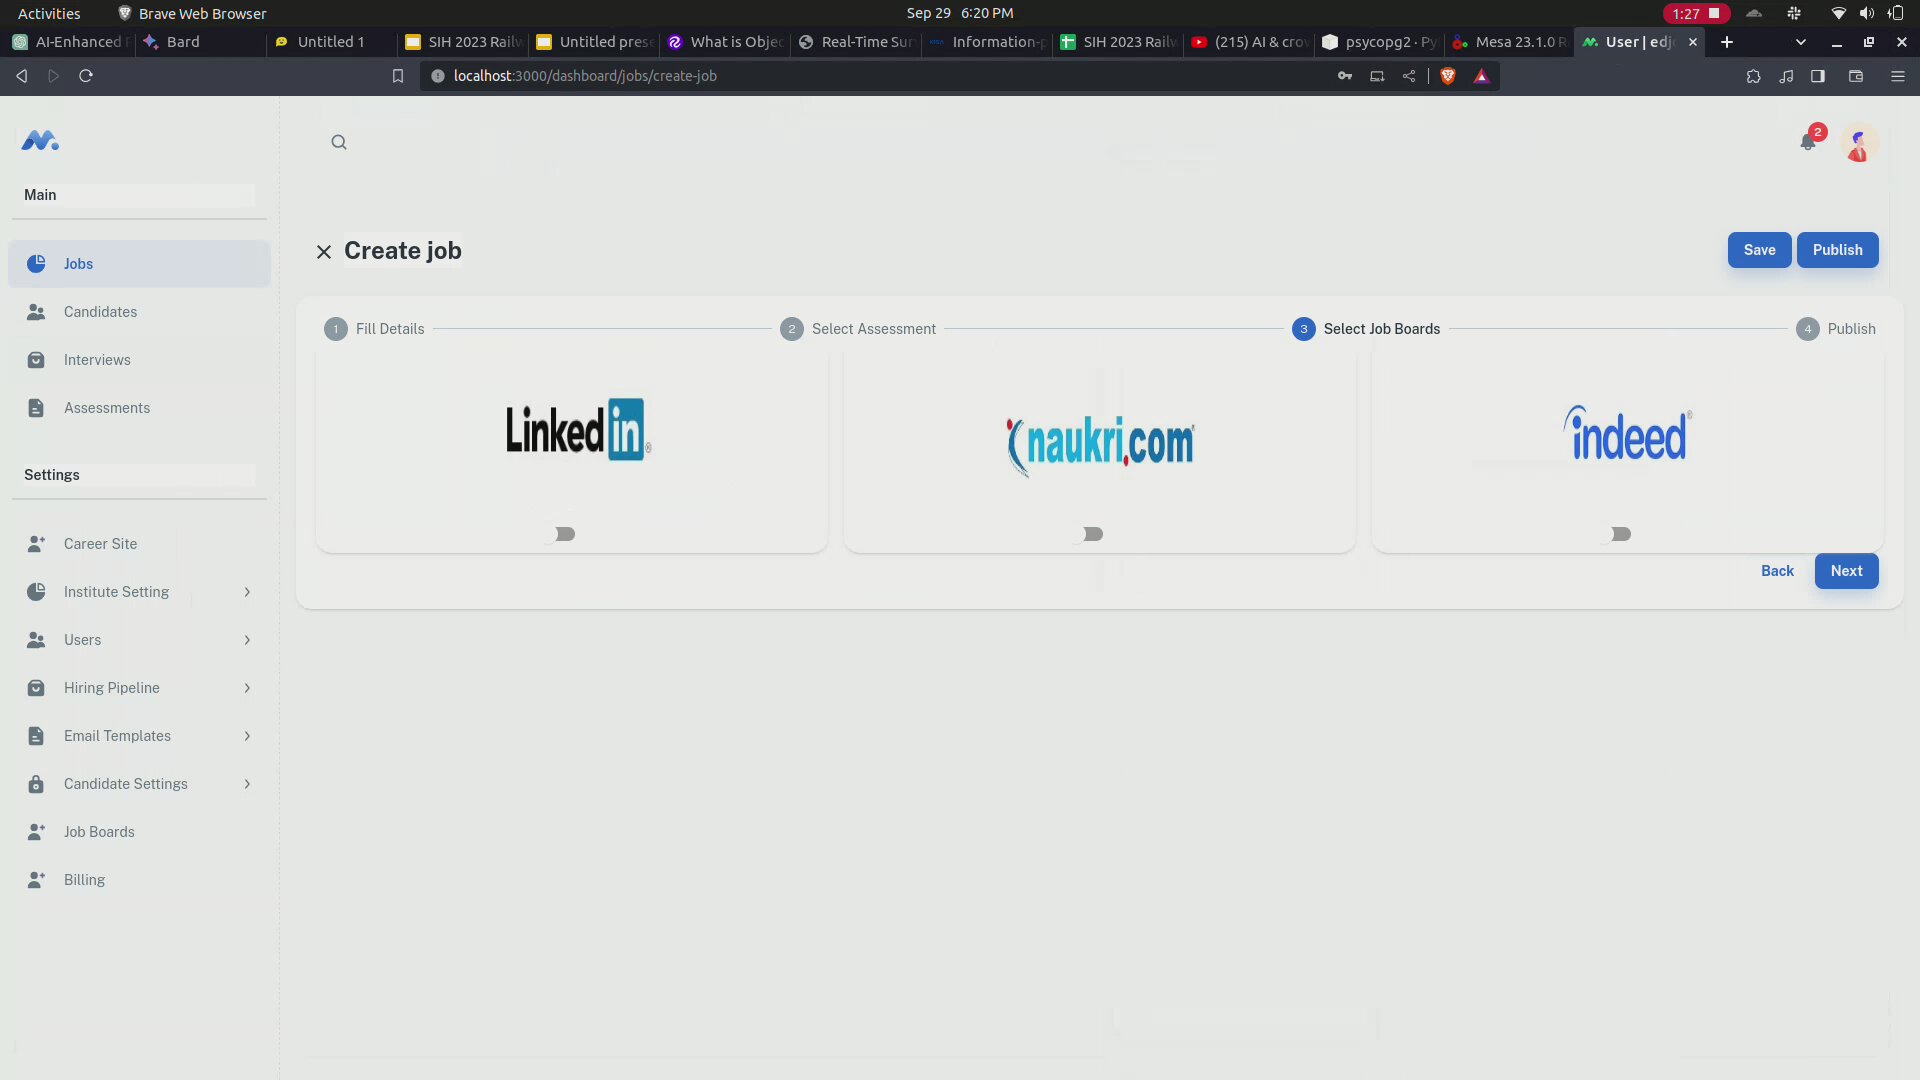 Activities Brave Web Browser Sep 29 6:20 PM 1:27
AI-Enhanced Bard Untitled 1 SIH 2023 Railw Untitled prese What is Objec Real-Time Sur Information-p SIH 2023 Railw (215) AI & crow psycopg2 · Py Mesa 23.1.0 R User | edj
localhost:3000/dashboard/jobs/create-job
2
Main
Create job
Save Publish
Jobs
Candidates
Interviews
Assessments
1 Fill Details 2 Select Assessment 3 Select Job Boards 4 Publish
Linked in ®
naukri.com
indeed ®
Back Next
Settings
Career Site
Institute Setting
Users
Hiring Pipeline
Email Templates
Candidate Settings
Job Boards
Billing